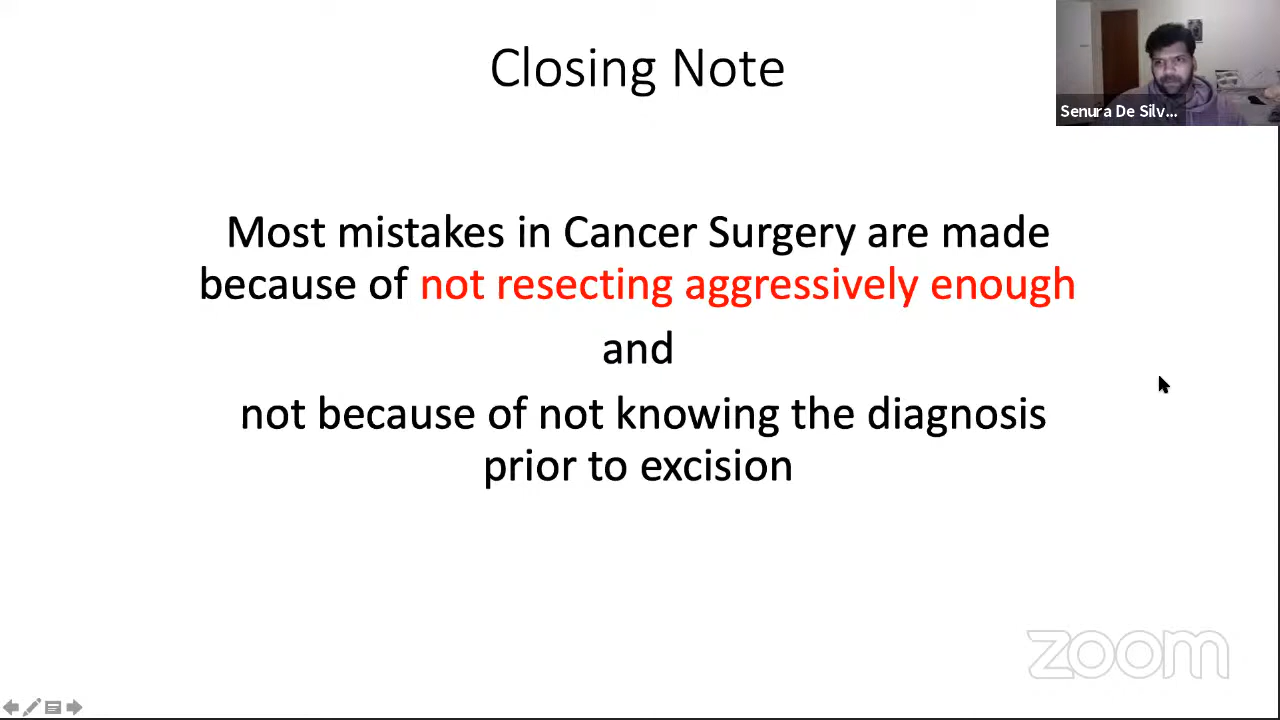 Closing Note
Senura De Silv...
Most mistakes in Cancer Surgery are made
because of not resecting aggressively enough
and
not because of not knowing the diagnosis
prior to excision
zoom